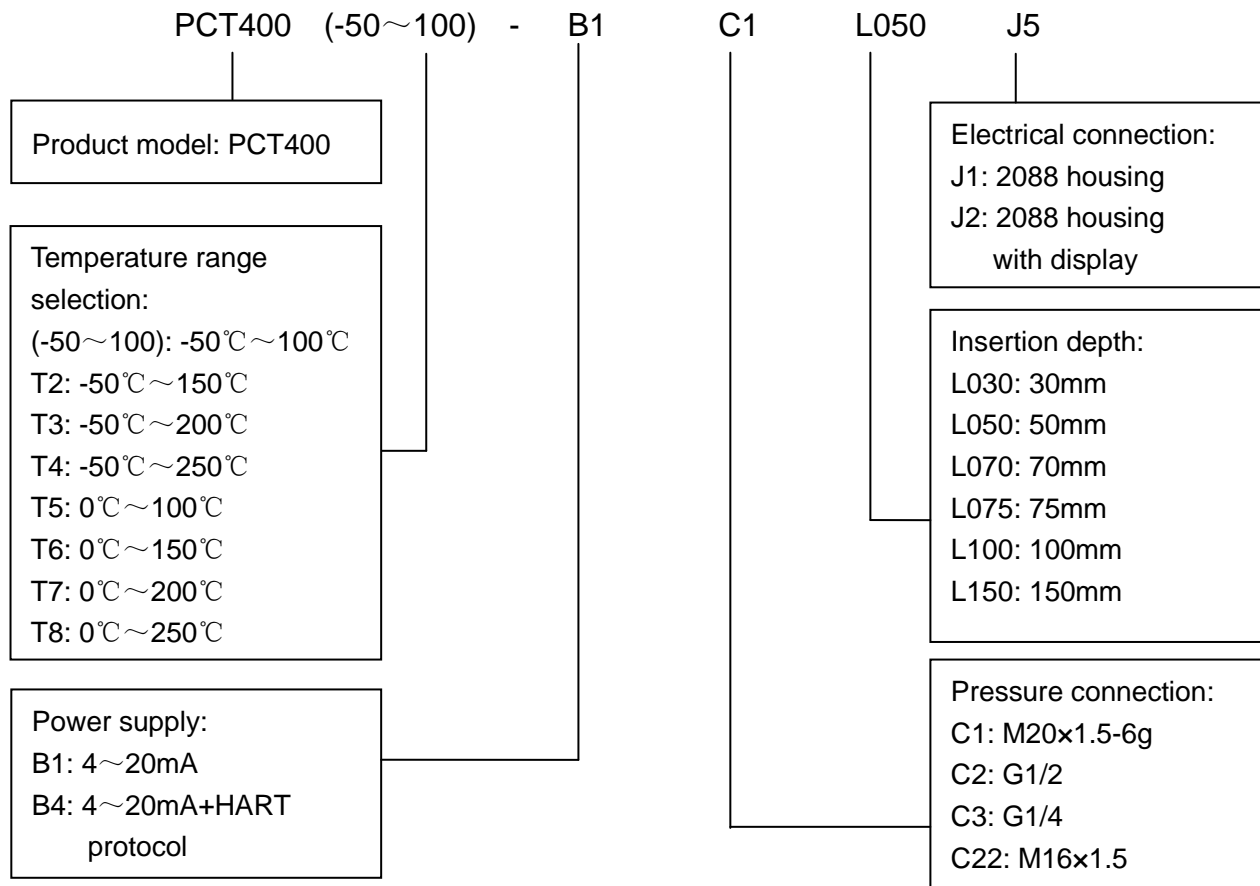 PCT400 (-50～100) - B1 C1 L050 J5
Product model: PCT400
Temperature range
selection:
(-50～100): -50℃～100℃
T2: -50℃～150℃
T3: -50℃～200℃
T4: -50℃～250℃
T5: 0℃～100℃
T6: 0℃～150℃
T7: 0℃～200℃
T8: 0℃～250℃
Power supply:
B1: 4～20mA
B4: 4～20mA+HART
protocol
Electrical connection:
J1: 2088 housing
J2: 2088 housing
with display
Insertion depth:
L030: 30mm
L050: 50mm
L070: 70mm
L075: 75mm
L100: 100mm
L150: 150mm
Pressure connection:
C1: M20×1.5-6g
C2: G1/2
C3: G1/4
C22: M16×1.5